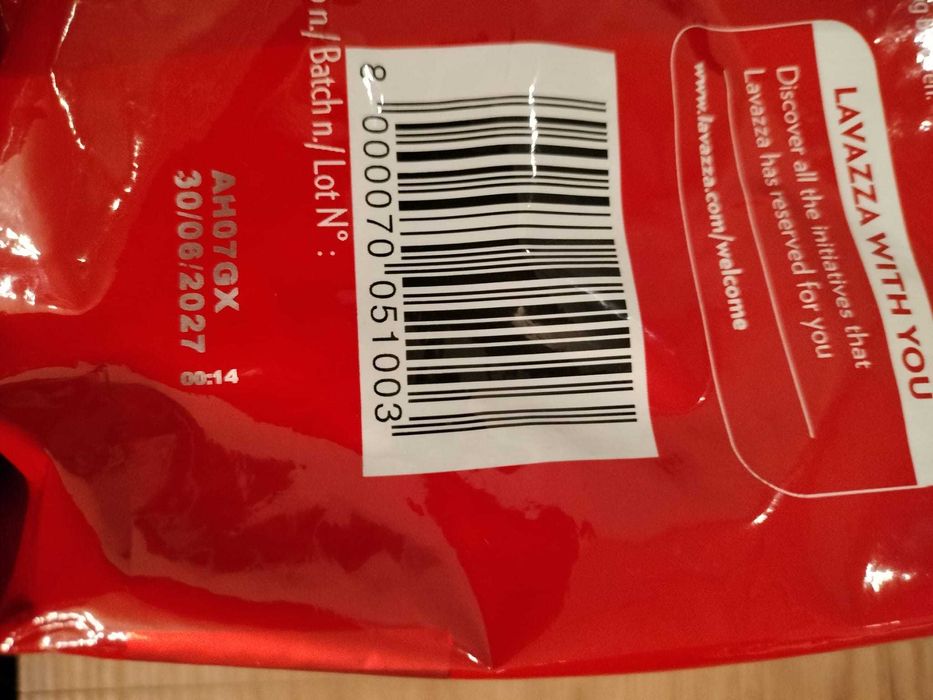 LAVAZZA WITH YOU
Discover all the initiatives that
Lavazza has reserved for you
www.lavazza.com/welcome
8 000070 051003
n./ Batch n./ Lot N° :
AH07GX
30/06/2027 00:14